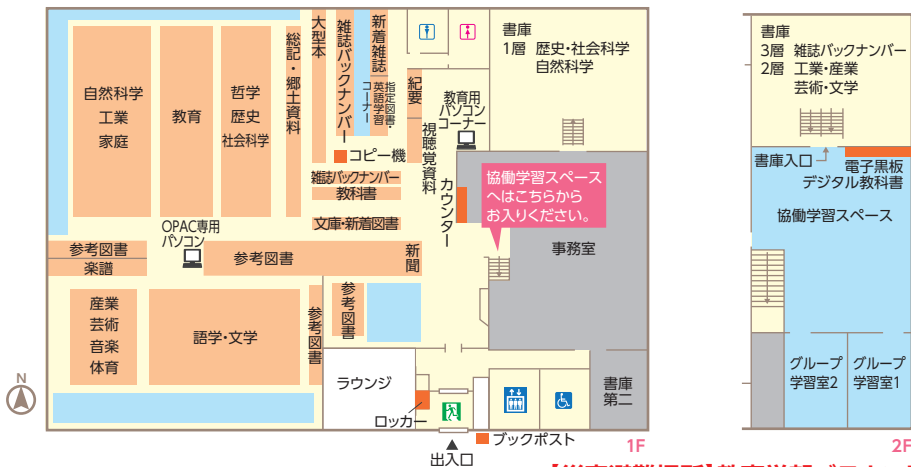 自然科学
工業
家庭
教育
哲学
歴史
社会科学
総記・郷土資料
大型本
雑誌バックナンバー
新着雑誌
指定図書・
英語学習
コーナー
紀要
視聴覚資料
教育用
パソコン
コーナー
書庫
1層 歴史・社会科学
自然科学
コピー機
雑誌バックナンバー
教科書
文庫・新着図書
カウンター
協働学習スペース
へはこちらから
お入りください。
事務室
OPAC専用
パソコン
参考図書
楽譜
参考図書
新聞
産業
芸術
音楽
体育
語学・文学
参考図書
参考図書
ラウンジ
ロッカー
書庫
第二
N
出入口
ブックポスト
1F
書庫
3層 雑誌バックナンバー
2層 工業・産業
芸術・文学
書庫入口
電子黒板
デジタル教科書
協働学習スペース
グループ
学習室2
グループ
学習室1
2F